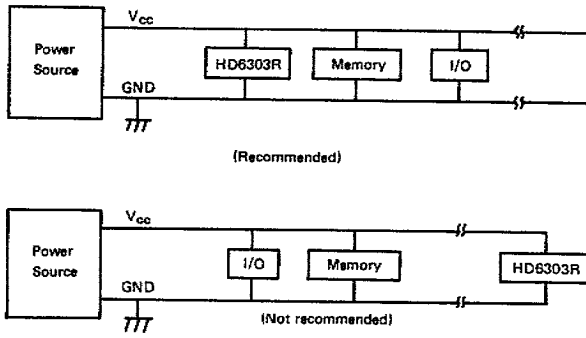 Vcc
Power
Source
HD6303R
Memory
I/O
GND
(Recommended)
Vcc
Power
Source
I/O
Memory
HD6303R
GND
(Not recommended)